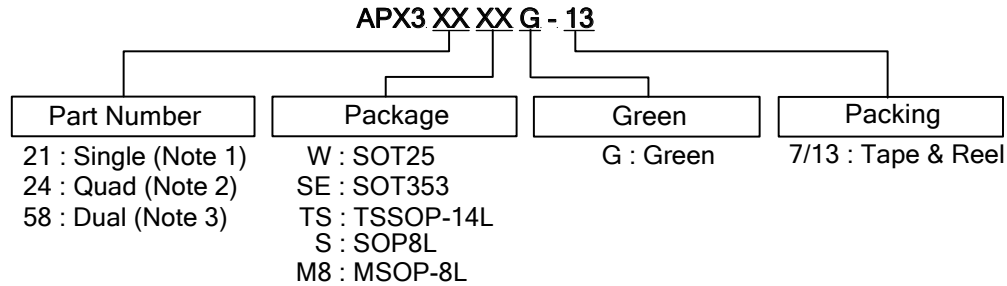 APX3 XX XX G - 13
Part Number
21 : Single (Note 1)
24 : Quad (Note 2)
58 : Dual (Note 3)
Package
W : SOT25
SE : SOT353
TS : TSSOP-14L
S : SOP8L
M8 : MSOP-8L
Green
G : Green
Packing
7/13 : Tape & Reel